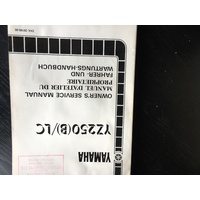 YAMAHA
YZ250(B)/LC
OWNER'S SERVICE MANUAL
MANUEL D'ATELIER DU
PROPRIETAIRE
FAHRER- UND
WARTUNGS-HANDBUCH